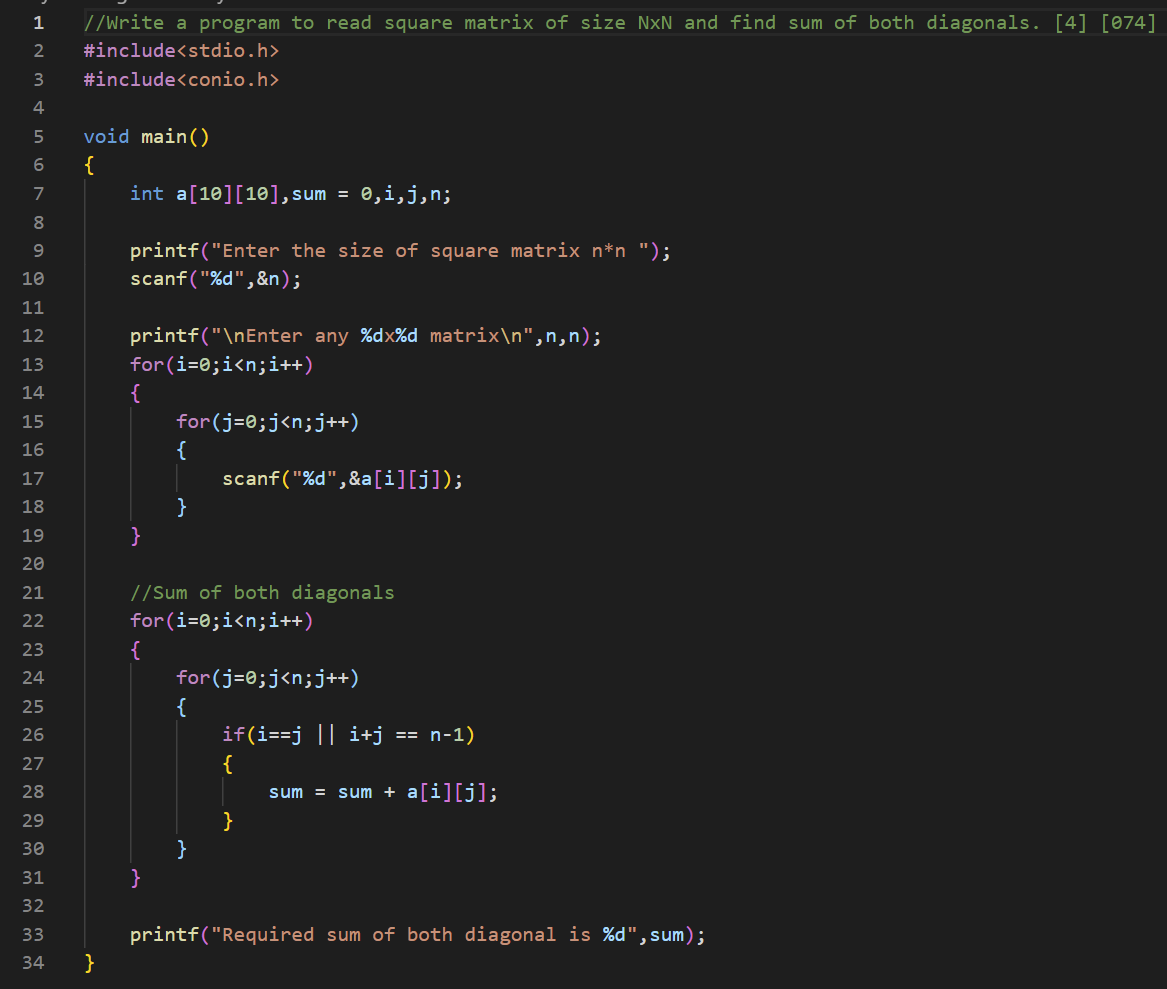 1 //Write a program to read square matrix of size NxN and find sum of both diagonals. [4] [074]
2 #include<stdio.h>
3 #include<conio.h>
4
5 void main()
6 {
7     int a[10][10],sum = 0,i,j,n;
8
9     printf("Enter the size of square matrix n*n ");
10     scanf("%d",&n);
11
12     printf("\nEnter any %dx%d matrix\n",n,n);
13     for(i=0;i<n;i++)
14     {
15         for(j=0;j<n;j++)
16         {
17             scanf("%d",&a[i][j]);
18         }
19     }
20
21     //Sum of both diagonals
22     for(i=0;i<n;i++)
23     {
24         for(j=0;j<n;j++)
25         {
26             if(i==j || i+j == n-1)
27             {
28                 sum = sum + a[i][j];
29             }
30         }
31     }
32
33     printf("Required sum of both diagonal is %d",sum);
34 }